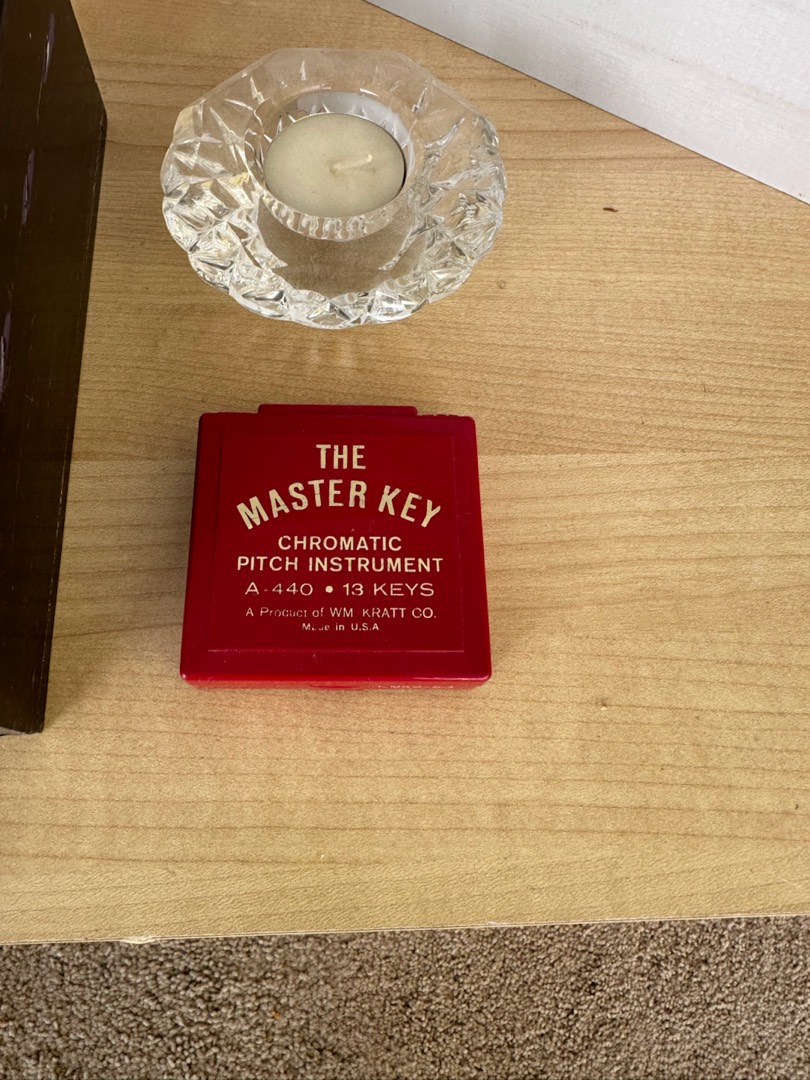 THE
MASTER KEY
CHROMATIC
PITCH INSTRUMENT
A-440 • 13 KEYS
A Product of WM. KRATT CO.
Made in U.S.A